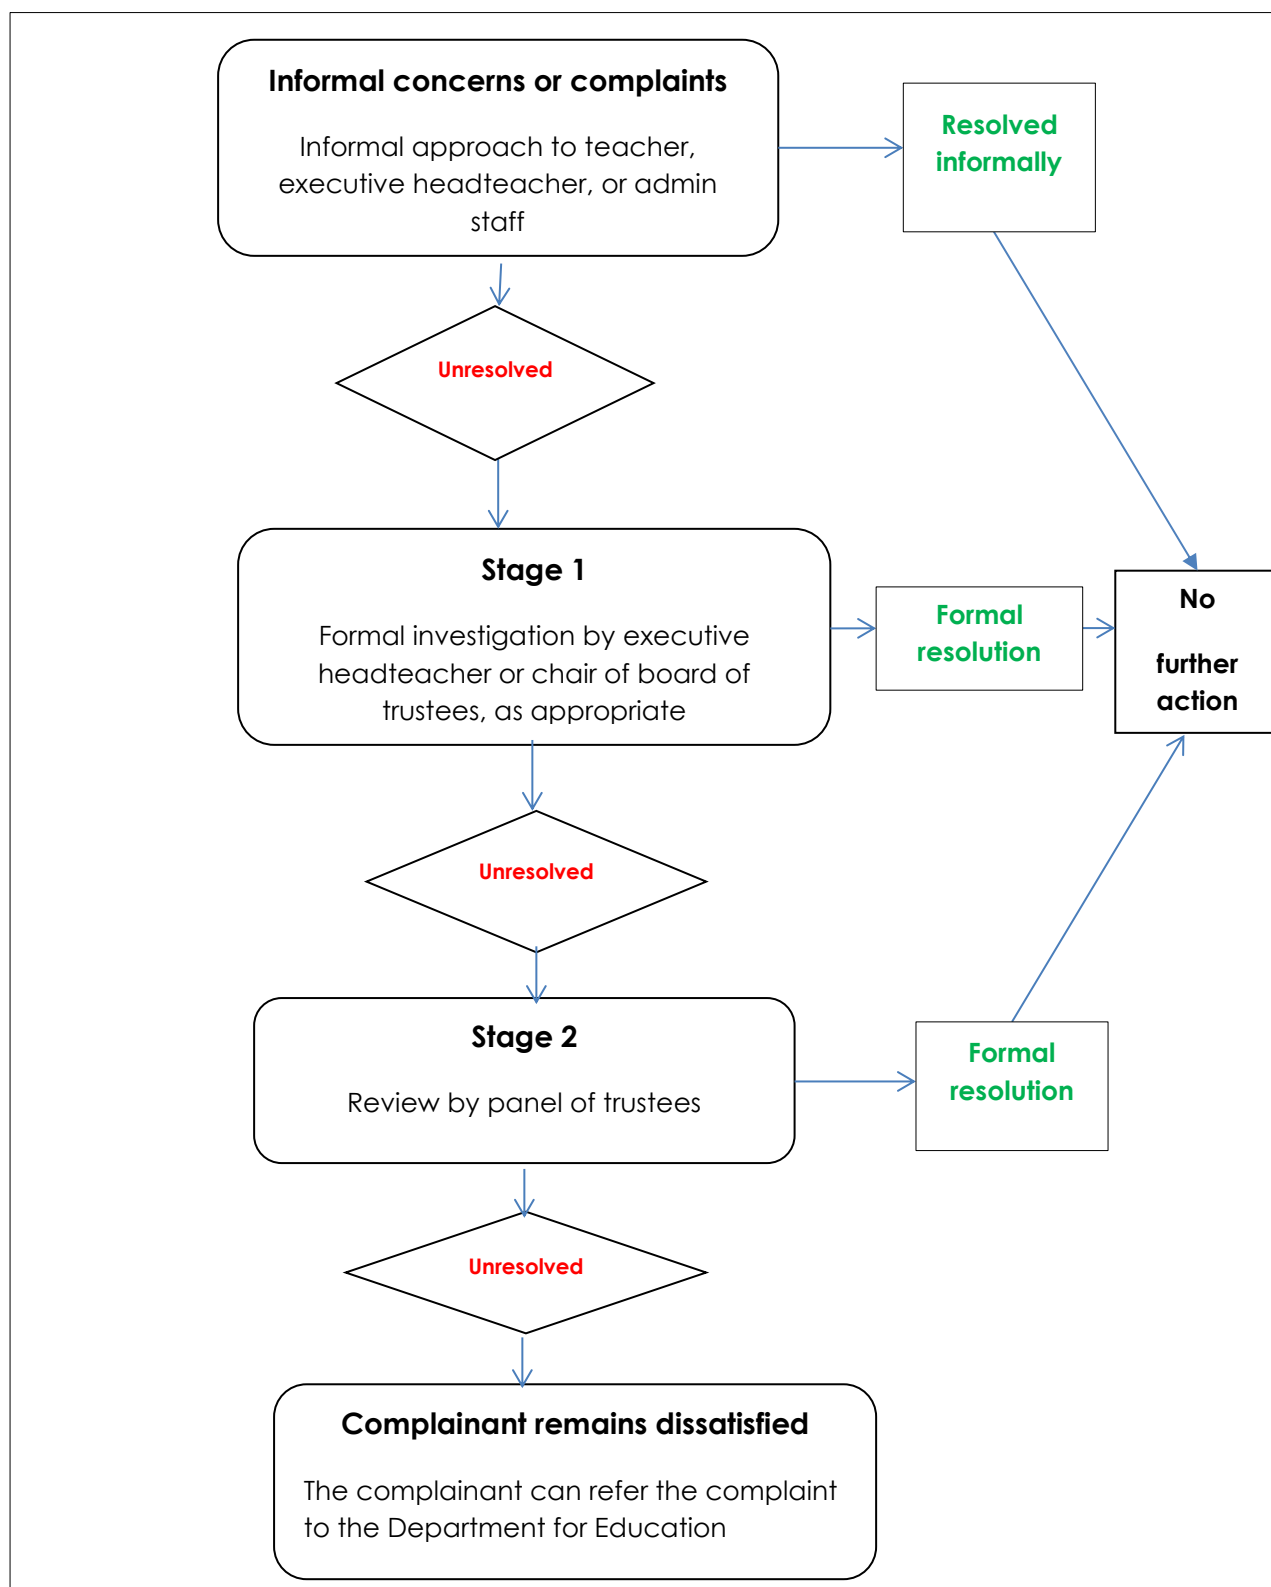 Informal concerns or complaints
Informal approach to teacher,
executive headteacher, or admin
staff
Resolved
informally
Unresolved
Stage 1
Formal investigation by executive
headteacher or chair of board of
trustees, as appropriate
Formal
resolution
No
further
action
Unresolved
Stage 2
Review by panel of trustees
Formal
resolution
Unresolved
Complainant remains dissatisfied
The complainant can refer the complaint
to the Department for Education